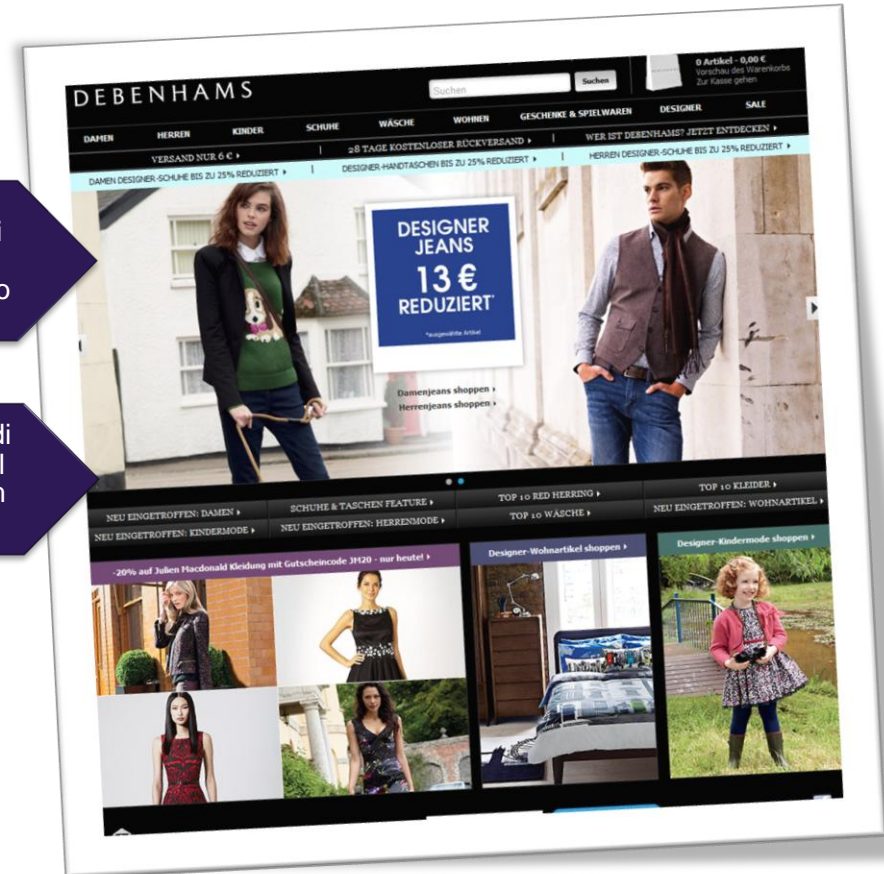 DEBENHAMS
Suchen
Suchen
0 Artikel - 0,00 €
Vorschau des Warenkorbs
Zur Kasse gehen
DAMEN HERREN KINDER SCHUHE WÄSCHE WOHNEN GESCHENKE & SPIELWAREN DESIGNER SALE
VERSAND NUR 6 € | 28 TAGE KOSTENLOSER RÜCKVERSAND | WER IST DEBENHAMS? JETZT ENTDECKEN
DAMEN DESIGNER-SCHUHE BIS ZU 25% REDUZIERT | DESIGNER-HANDTASCHEN BIS ZU 25% REDUZIERT | HERREN DESIGNER-SCHUHE BIS ZU 25% REDUZIERT
DESIGNER
JEANS
13 €
REDUZIERT*
*ausgewählte Artikel
Damenjeans shoppen
Herrenjeans shoppen
NEU EINGETROFFEN: DAMEN SCHUHE & TASCHEN FEATURE TOP 10 RED HERRING TOP 10 KLEIDER
NEU EINGETROFFEN: KINDERMODE NEU EINGETROFFEN: HERRENMODE TOP 10 WÄSCHE NEU EINGETROFFEN: WOHNARTIKEL
-20% auf Julien Macdonald Kleidung mit Gutscheincode JM20 - nur heute!
Designer-Wohnartikel shoppen
Designer-Kindermode shoppen